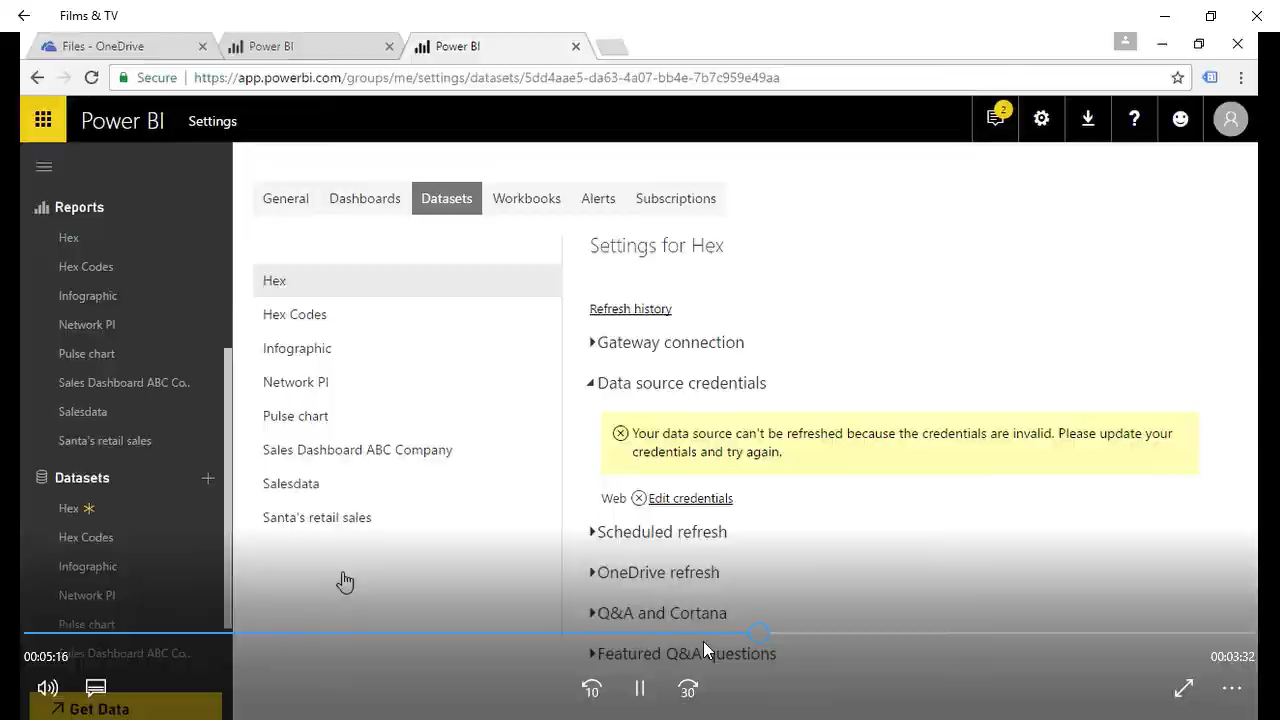 Films & TV
Files - OneDrive
Power BI
Power BI
Secure
https://app.powerbi.com/groups/me/settings/datasets/5dd4aae5-da63-4a07-bb4e-7b7c959e49aa
Power BI
Settings
2
?
Reports
Hex
Hex Codes
Infographic
Network PI
Pulse chart
Sales Dashboard ABC Co..
Salesdata
Santa's retail sales
Datasets
Hex
Hex Codes
Infographic
Network PI
Pulse chart
Sales Dashboard ABC Co..
Get Data
General
Dashboards
Datasets
Workbooks
Alerts
Subscriptions
Hex
Hex Codes
Infographic
Network PI
Pulse chart
Sales Dashboard ABC Company
Salesdata
Santa's retail sales
Settings for Hex
Refresh history
Gateway connection
Data source credentials
Your data source can't be refreshed because the credentials are invalid. Please update your
credentials and try again.
Web Edit credentials
Scheduled refresh
OneDrive refresh
Q&A and Cortana
Featured Q&A questions
00:05:16
00:03:32
10
30